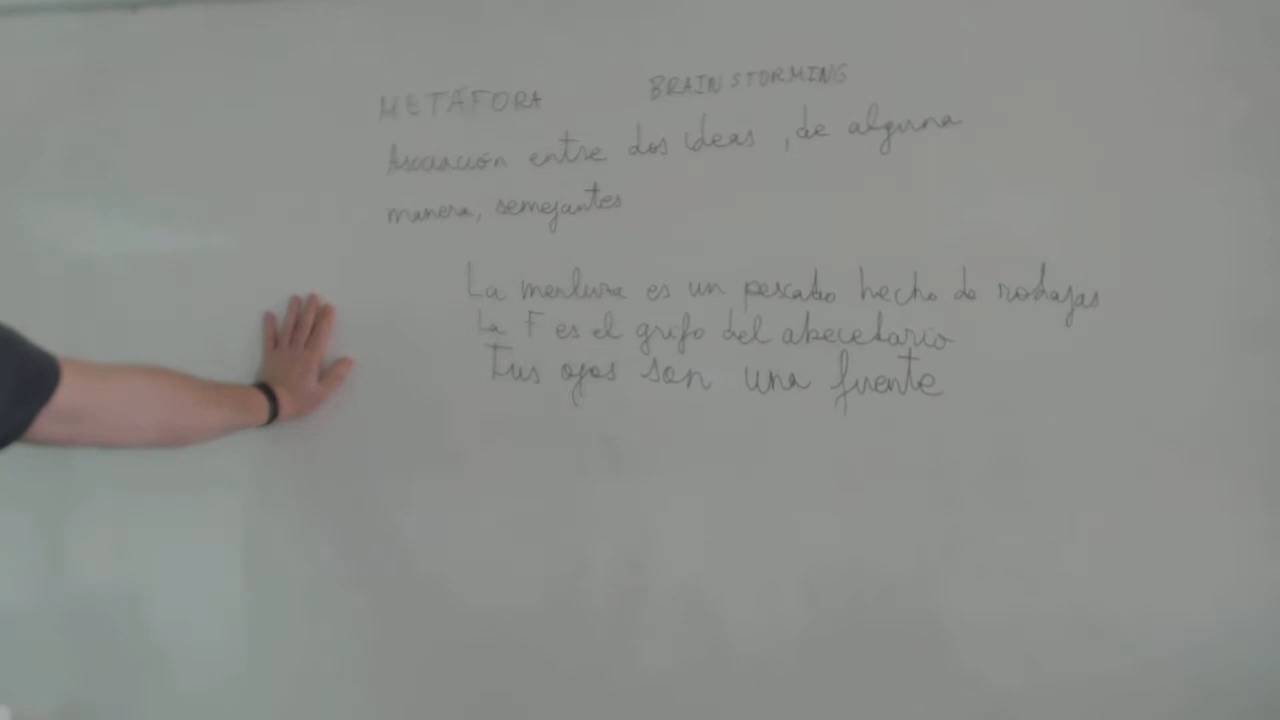 METÁFORA BRAINSTORMING
Asociación entre dos ideas, de alguna
manera, semejantes
La merluza es un pescado hecho de rodajas
La F es el grifo del abecedario
Tus ojos son una fuente